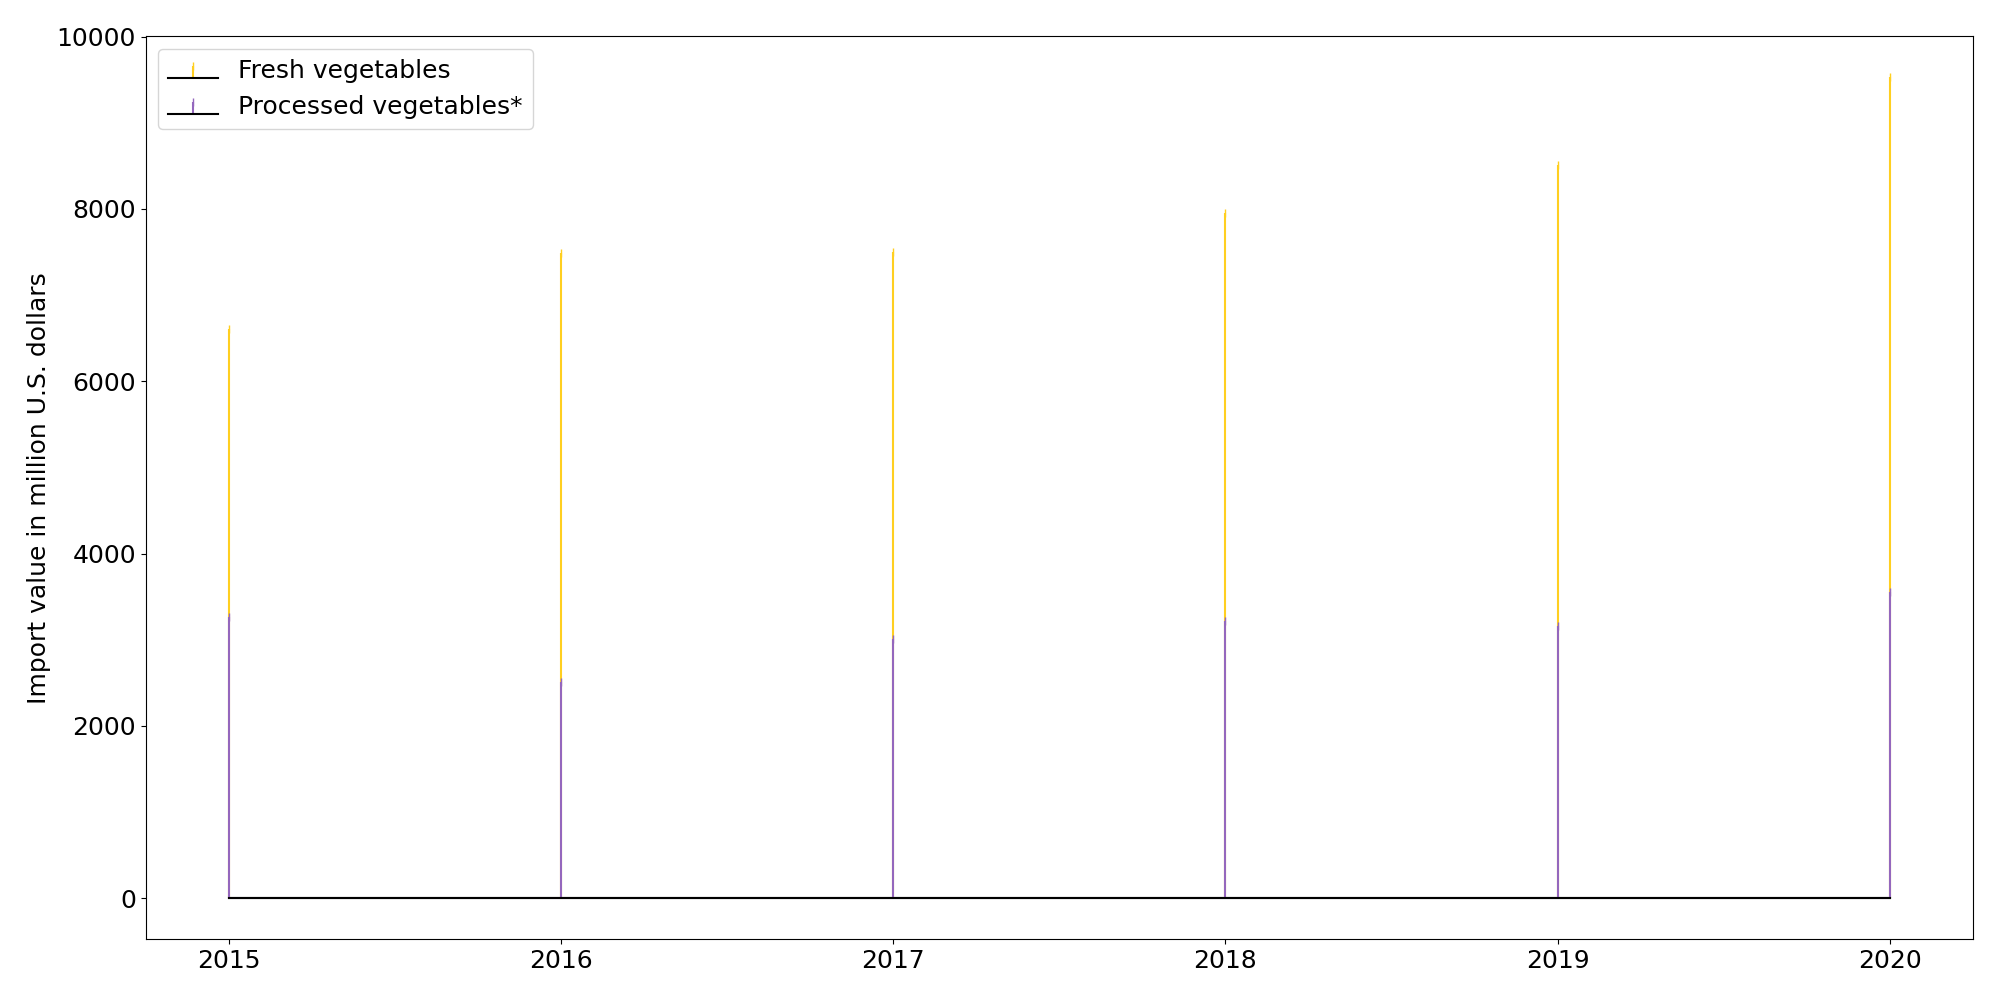 10000
8000
6000
4000
2000
0
Import value in million U.S. dollars
Fresh vegetables
Processed vegetables*
2015 2016 2017 2018 2019 2020